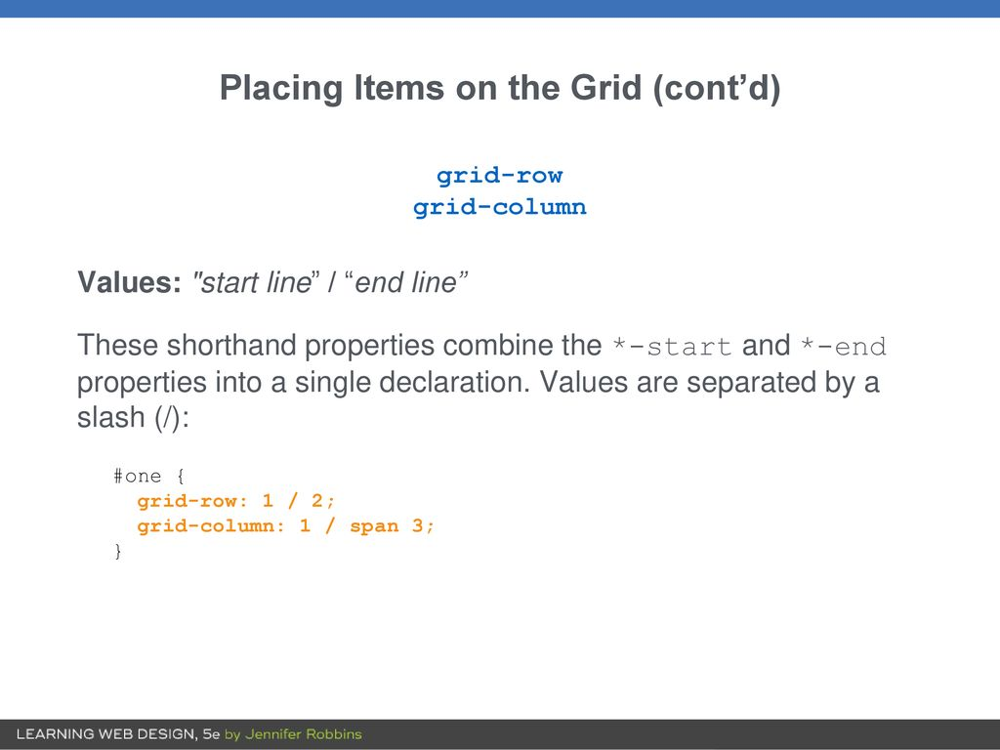 Placing Items on the Grid (cont’d)
grid-row
grid-column
Values: "start line” / “end line”
These shorthand properties combine the *-start and *-end
properties into a single declaration. Values are separated by a
slash (/):
#one {
  grid-row: 1 / 2;
  grid-column: 1 / span 3;
}
LEARNING WEB DESIGN, 5e by Jennifer Robbins